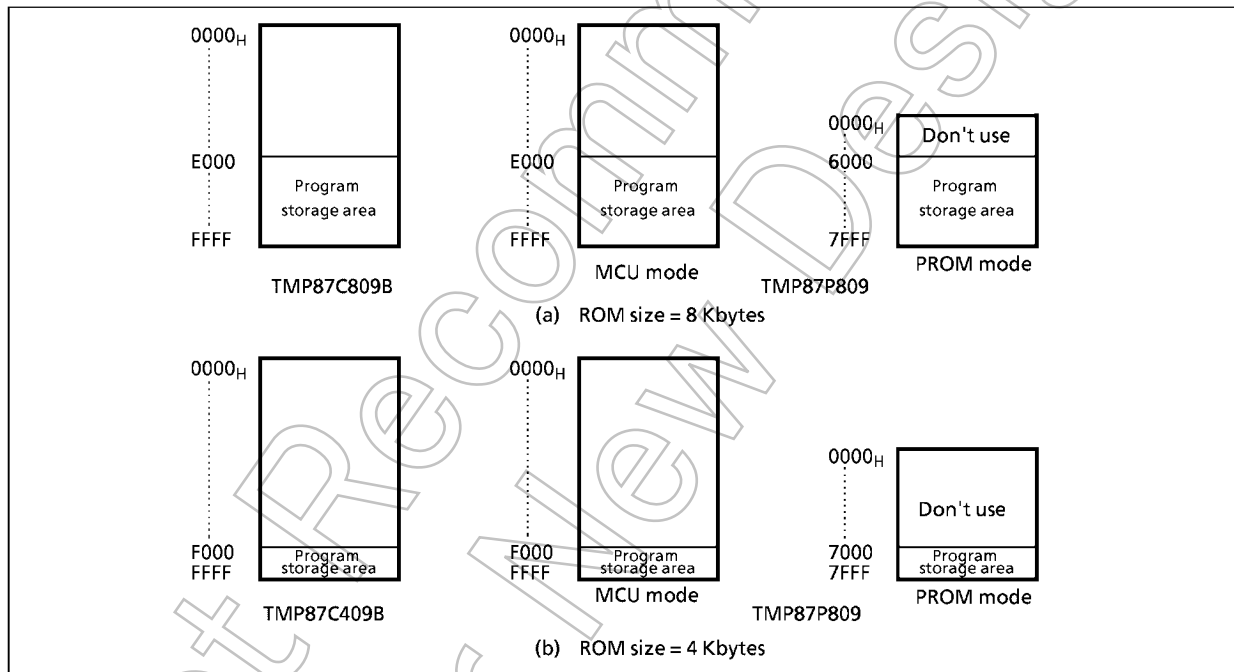 0000H
E000
FFFF
Program
storage area
TMP87C809B
0000H
E000
FFFF
Program
storage area
MCU mode
TMP87P809
0000H
6000
7FFF
Don't use
Program
storage area
PROM mode
(a) ROM size = 8 Kbytes
0000H
F000
FFFF
Program
storage area
TMP87C409B
0000H
F000
FFFF
Program
storage area
MCU mode
TMP87P809
0000H
7000
7FFF
Don't use
Program
storage area
PROM mode
(b) ROM size = 4 Kbytes
Recomm
New Desi